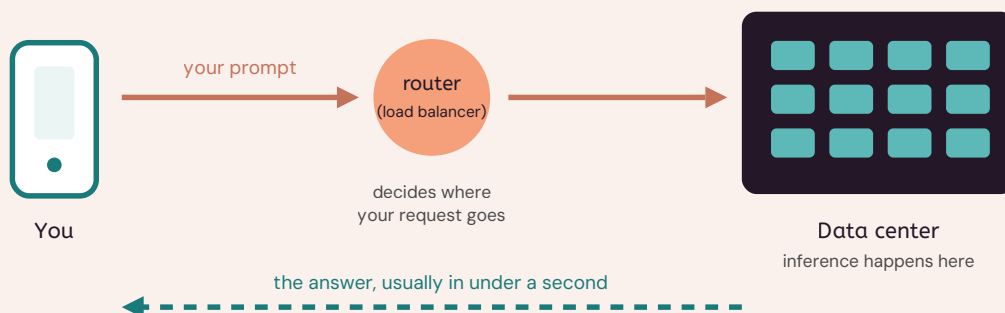 your prompt
router
(load balancer)
decides where
your request goes
You
Data center
inference happens here
the answer, usually in under a second